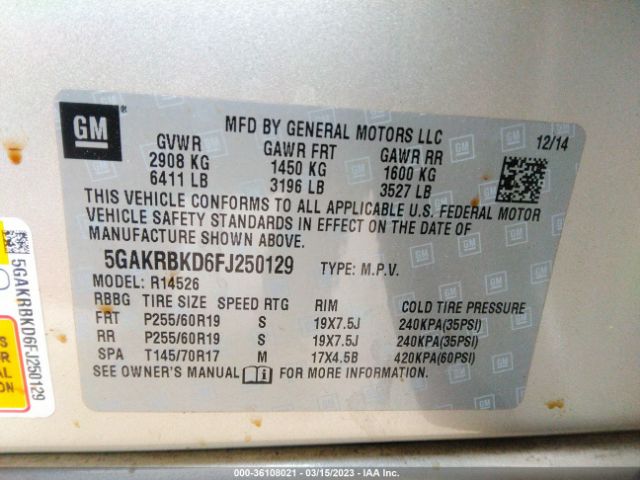 GM
MFD BY GENERAL MOTORS LLC
12/14
GVWR GAWR FRT GAWR RR
2908 KG 1450 KG 1600 KG
6411 LB 3196 LB 3527 LB
THIS VEHICLE CONFORMS TO ALL APPLICABLE U.S. FEDERAL MOTOR
VEHICLE SAFETY STANDARDS IN EFFECT ON THE DATE OF
MANUFACTURE SHOWN ABOVE.
5GAKRBKD6FJ250129 TYPE: M.P.V.
MODEL: R14526
RBBG TIRE SIZE SPEED RTG RIM COLD TIRE PRESSURE
FRT P255/60R19 S 19X7.5J 240KPA(35PSI)
RR P255/60R19 S 19X7.5J 240KPA(35PSI)
SPA T145/70R17 M 17X4.5B 420KPA(60PSI)
SEE OWNER'S MANUAL FOR MORE INFORMATION.
5GAKRBKD6FJ250129
000-36108021 - 03/15/2023 - IAA Inc.